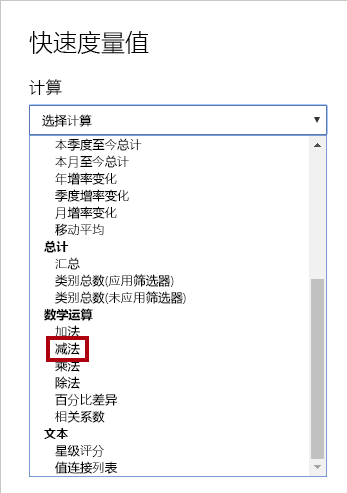 快速度量值
计算
选择计算
本季度至今总计
本月至今总计
年增率变化
季度增率变化
月增率变化
移动平均
总计
汇总
类别总数(应用筛选器)
类别总数(未应用筛选器)
数学运算
加法
减法
乘法
除法
百分比差异
相关系数
文本
星级评分
值连接列表